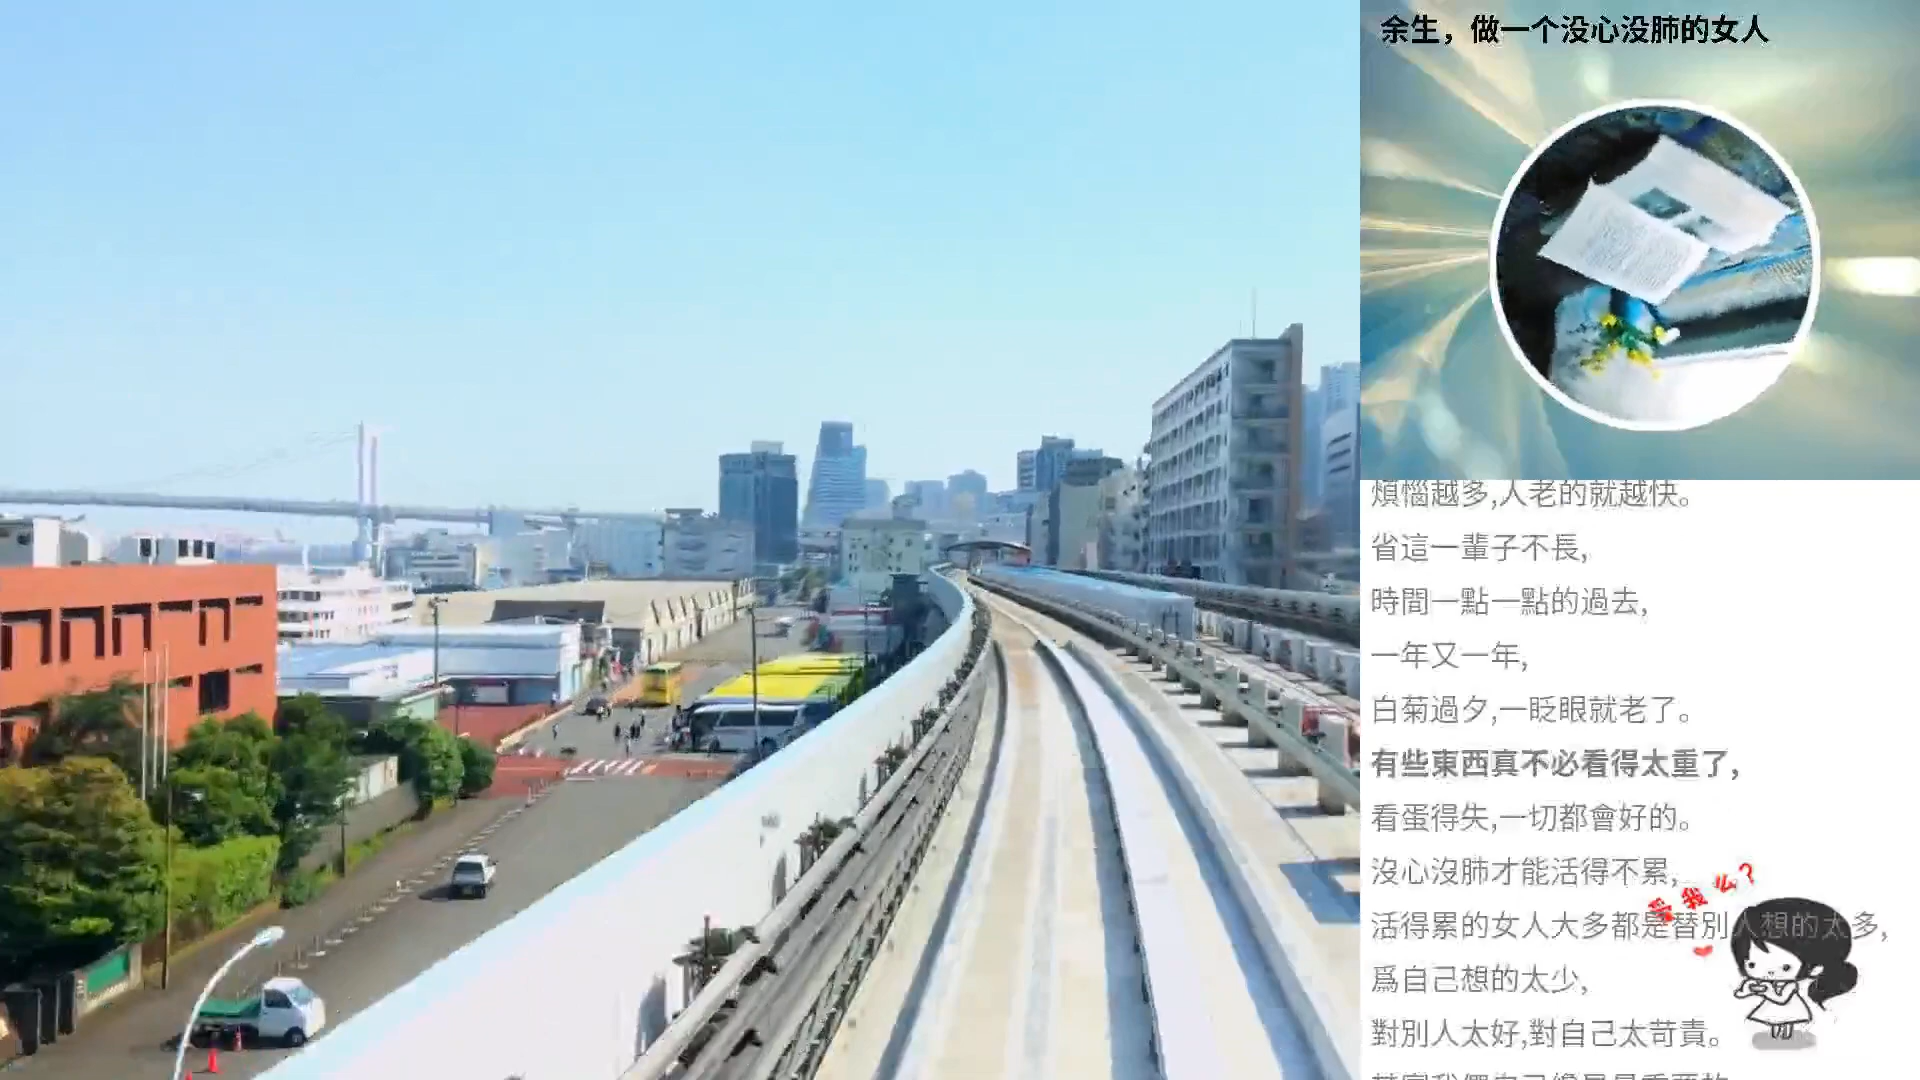 余生，做一个没心没肺的女人
煩惱越多,人老的就越快。
省這一輩子不長,
時間一點一點的過去,
一年又一年,
白菊過夕,一眨眼就老了。
有些東西真不必看得太重了,
看蛋得失,一切都會好的。
沒心沒肺才能活得不累,
愛我么?
活得累的女人大多都是替別人想的太多,
爲自己想的太少,
對別人太好,對自己太苛責。